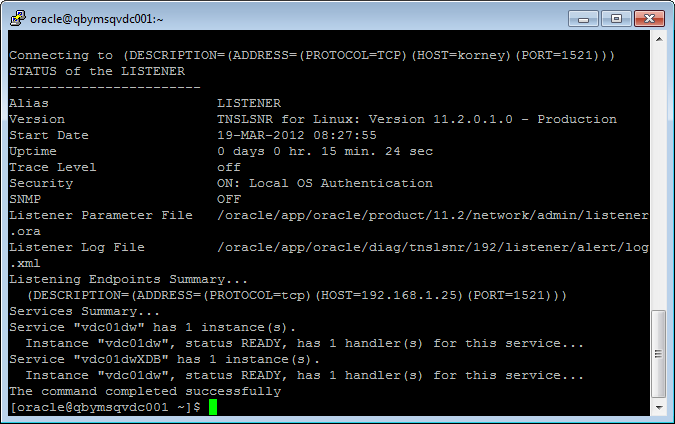 oracle@qbymsqvdc001:~
Connecting to (DESCRIPTION=(ADDRESS=(PROTOCOL=TCP)(HOST=korney)(PORT=1521)))
STATUS of the LISTENER
------------------------
Alias                     LISTENER
Version                   TNSLSNR for Linux: Version 11.2.0.1.0 - Production
Start Date                19-MAR-2012 08:27:55
Uptime                    0 days 0 hr. 15 min. 24 sec
Trace Level               off
Security                  ON: Local OS Authentication
SNMP                      OFF
Listener Parameter File   /oracle/app/oracle/product/11.2/network/admin/listener
.ora
Listener Log File         /oracle/app/oracle/diag/tnslsnr/192/listener/alert/log
.xml
Listening Endpoints Summary...
  (DESCRIPTION=(ADDRESS=(PROTOCOL=tcp)(HOST=192.168.1.25)(PORT=1521)))
Services Summary...
Service "vdc01dw" has 1 instance(s).
  Instance "vdc01dw", status READY, has 1 handler(s) for this service...
Service "vdc01dwXDB" has 1 instance(s).
  Instance "vdc01dw", status READY, has 1 handler(s) for this service...
The command completed successfully
[oracle@qbymsqvdc001 ~]$